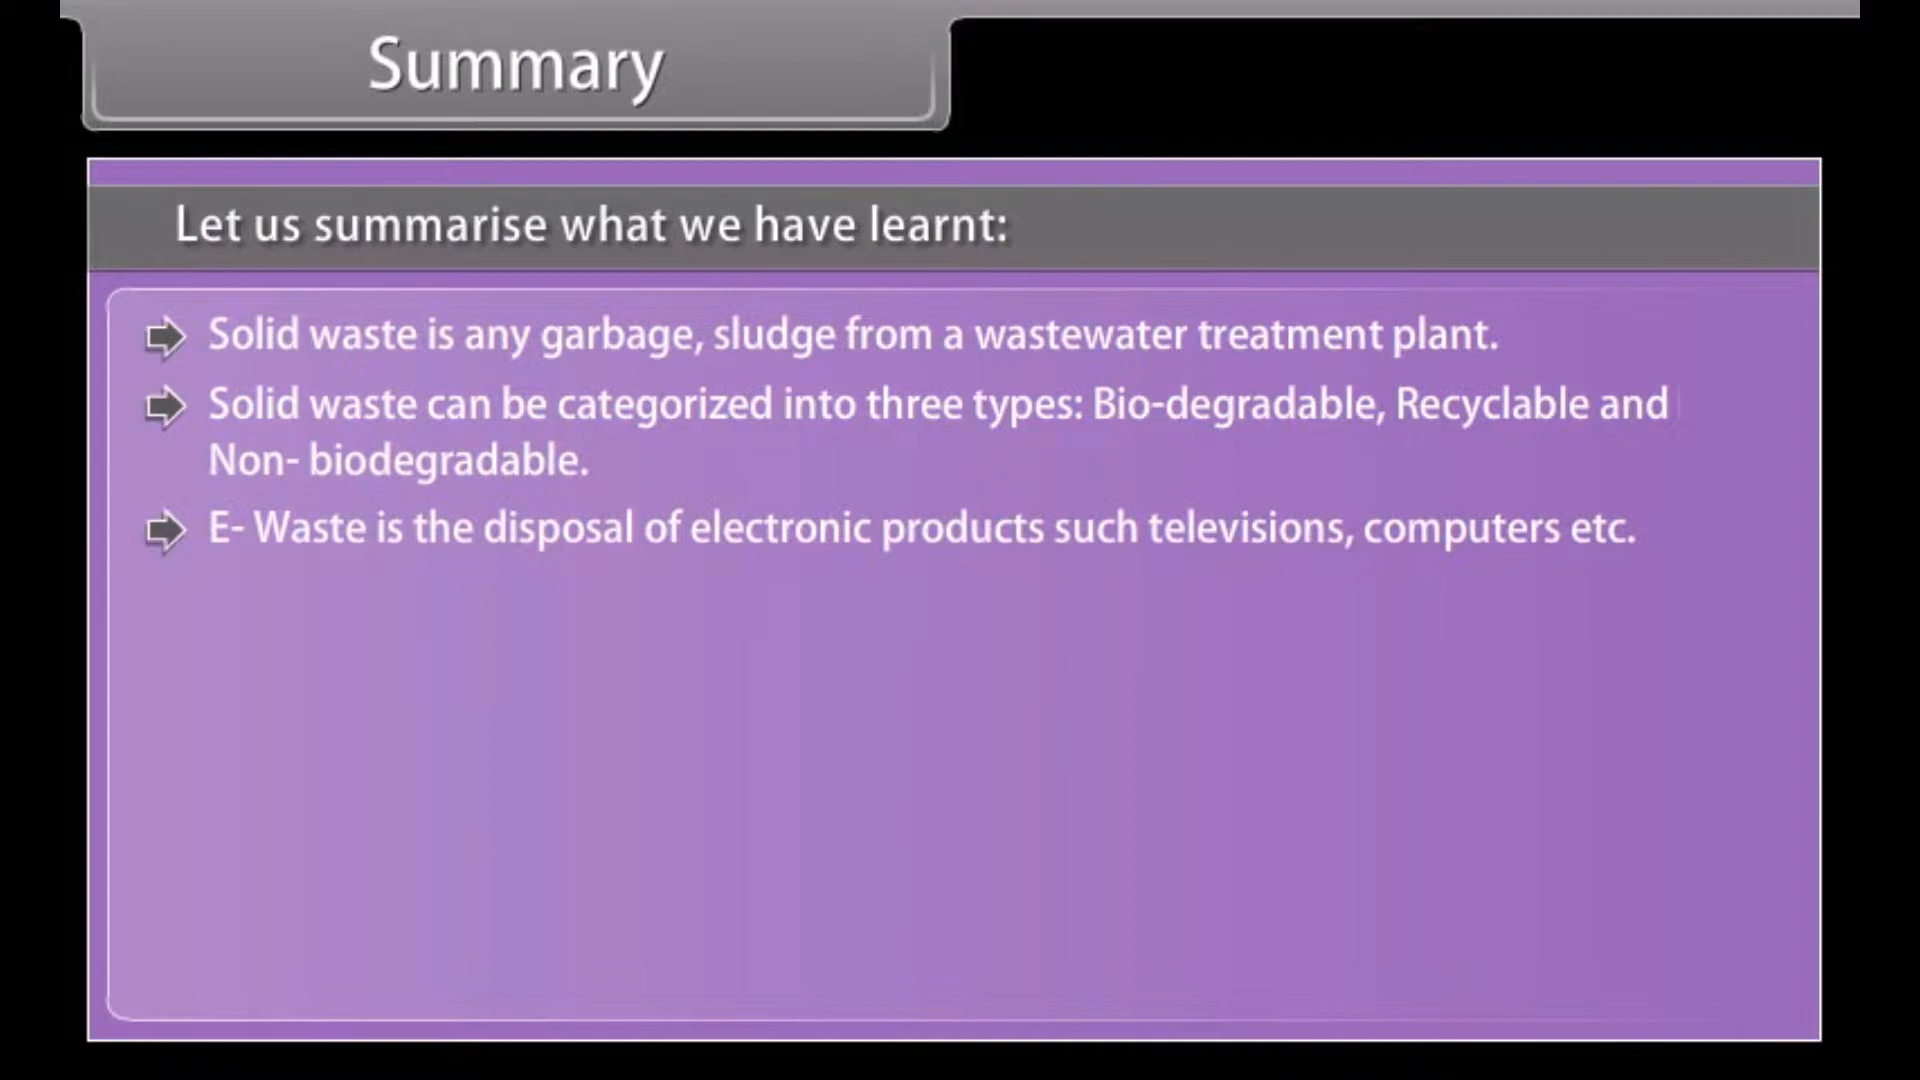 Summary
Let us summarise what we have learnt:
Solid waste is any garbage, sludge from a wastewater treatment plant.
Solid waste can be categorized into three types: Bio-degradable, Recyclable and
Non- biodegradable.
E- Waste is the disposal of electronic products such televisions, computers etc.